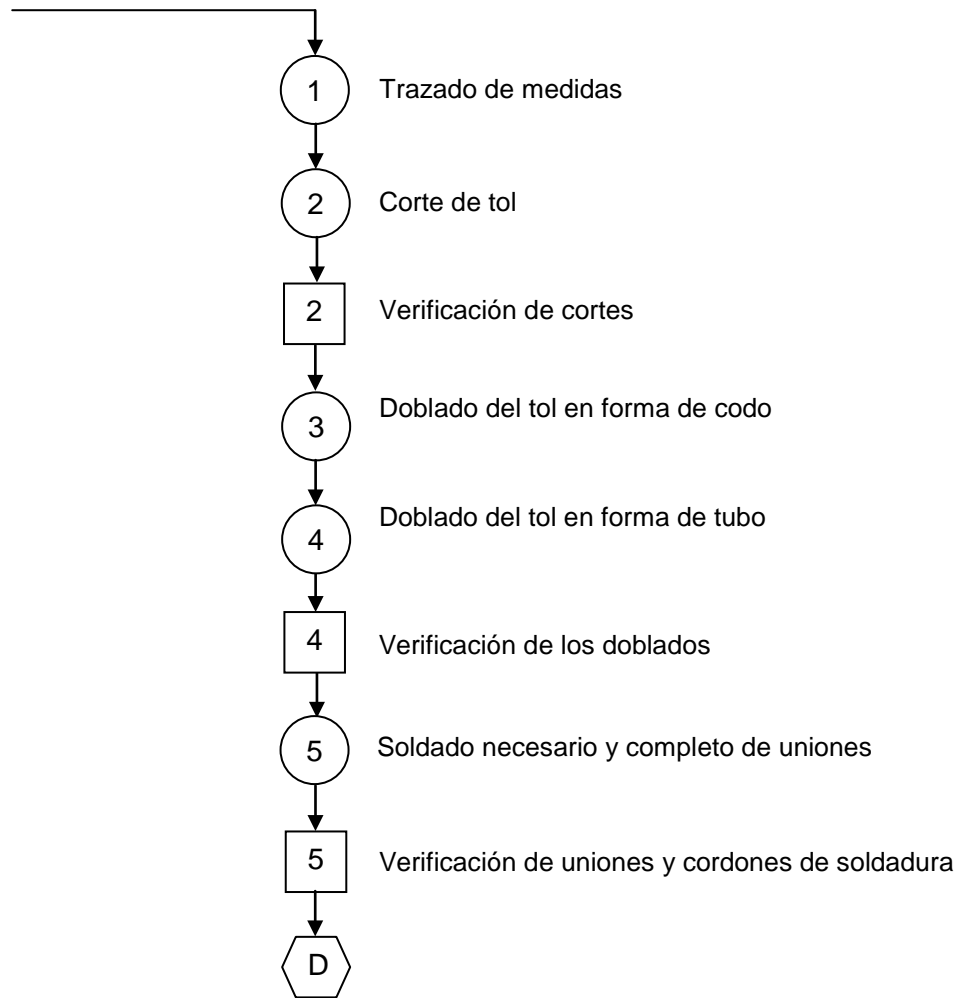 1 Trazado de medidas
2 Corte de tol
2 Verificación de cortes
3 Doblado del tol en forma de codo
4 Doblado del tol en forma de tubo
4 Verificación de los doblados
5 Soldado necesario y completo de uniones
5 Verificación de uniones y cordones de soldadura
D